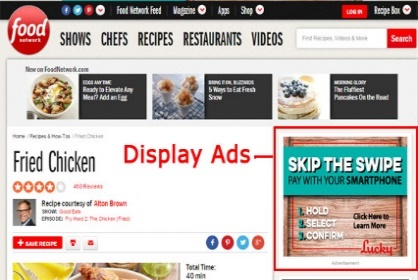 Food Network Feed Magazine Apps Shop LOG IN Recipe Box
food network
SHOWS CHEFS RECIPES RESTAURANTS VIDEOS
Find Recipes, Videos and More Search
Now on FoodNetwork.com
EGGS ANY TIME
Ready to Elevate Any Meal? Add an Egg
BRING IT ON, BLIZZARDS
5 Ways to Eat Fresh Snow
MORNING GLORY
The Fluffiest Pancakes On the Road
Home / Recipes & How-Tos / Fried Chicken
Fried Chicken
Reviews
Recipe courtesy of Alton Brown
SHOW: Good Eats
EPISODE: Fry Hard 2: The Chicken (Fried)
+ SAVE RECIPE
Total Time:
40 min
Display Ads
SKIP THE SWIPE
PAY WITH YOUR SMARTPHONE
1. HOLD
2. SELECT
3. CONFIRM
Click Here to
Learn More
Lucky
Advertisement